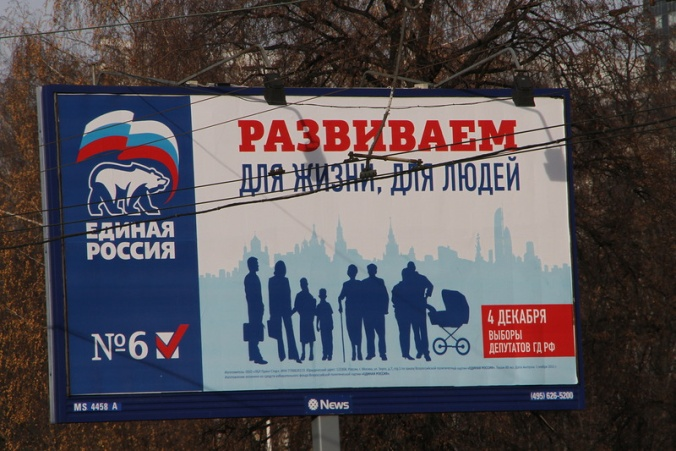 РАЗВИВАЕМ
ДЛЯ ЖИЗНИ, ДЛЯ ЛЮДЕЙ
ЕДИНАЯ
РОССИЯ
№6
4 ДЕКАБРЯ
ВЫБОРЫ
ДЕПУТАТОВ ГД РФ
MS 4458 A
News
(495) 626-5200